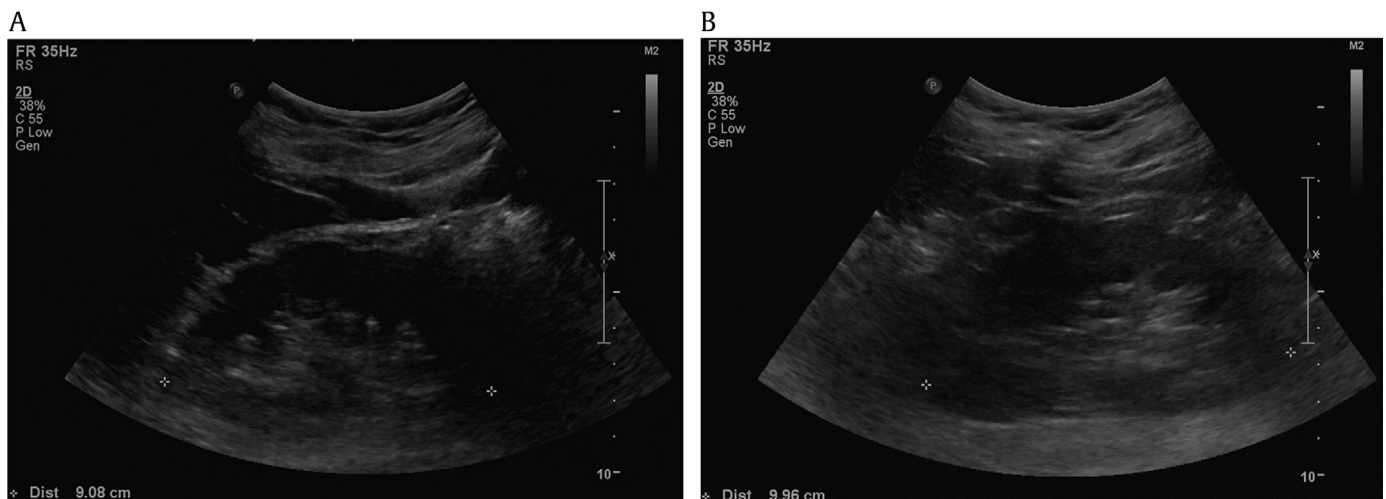 A
FR 35Hz
RS
2D
38%
C 55
P Low
Gen
P
M2
X
10
Dist 9.08 cm
B
FR 35Hz
RS
2D
38%
C 55
P Low
Gen
P
M2
X
10
Dist 9.96 cm